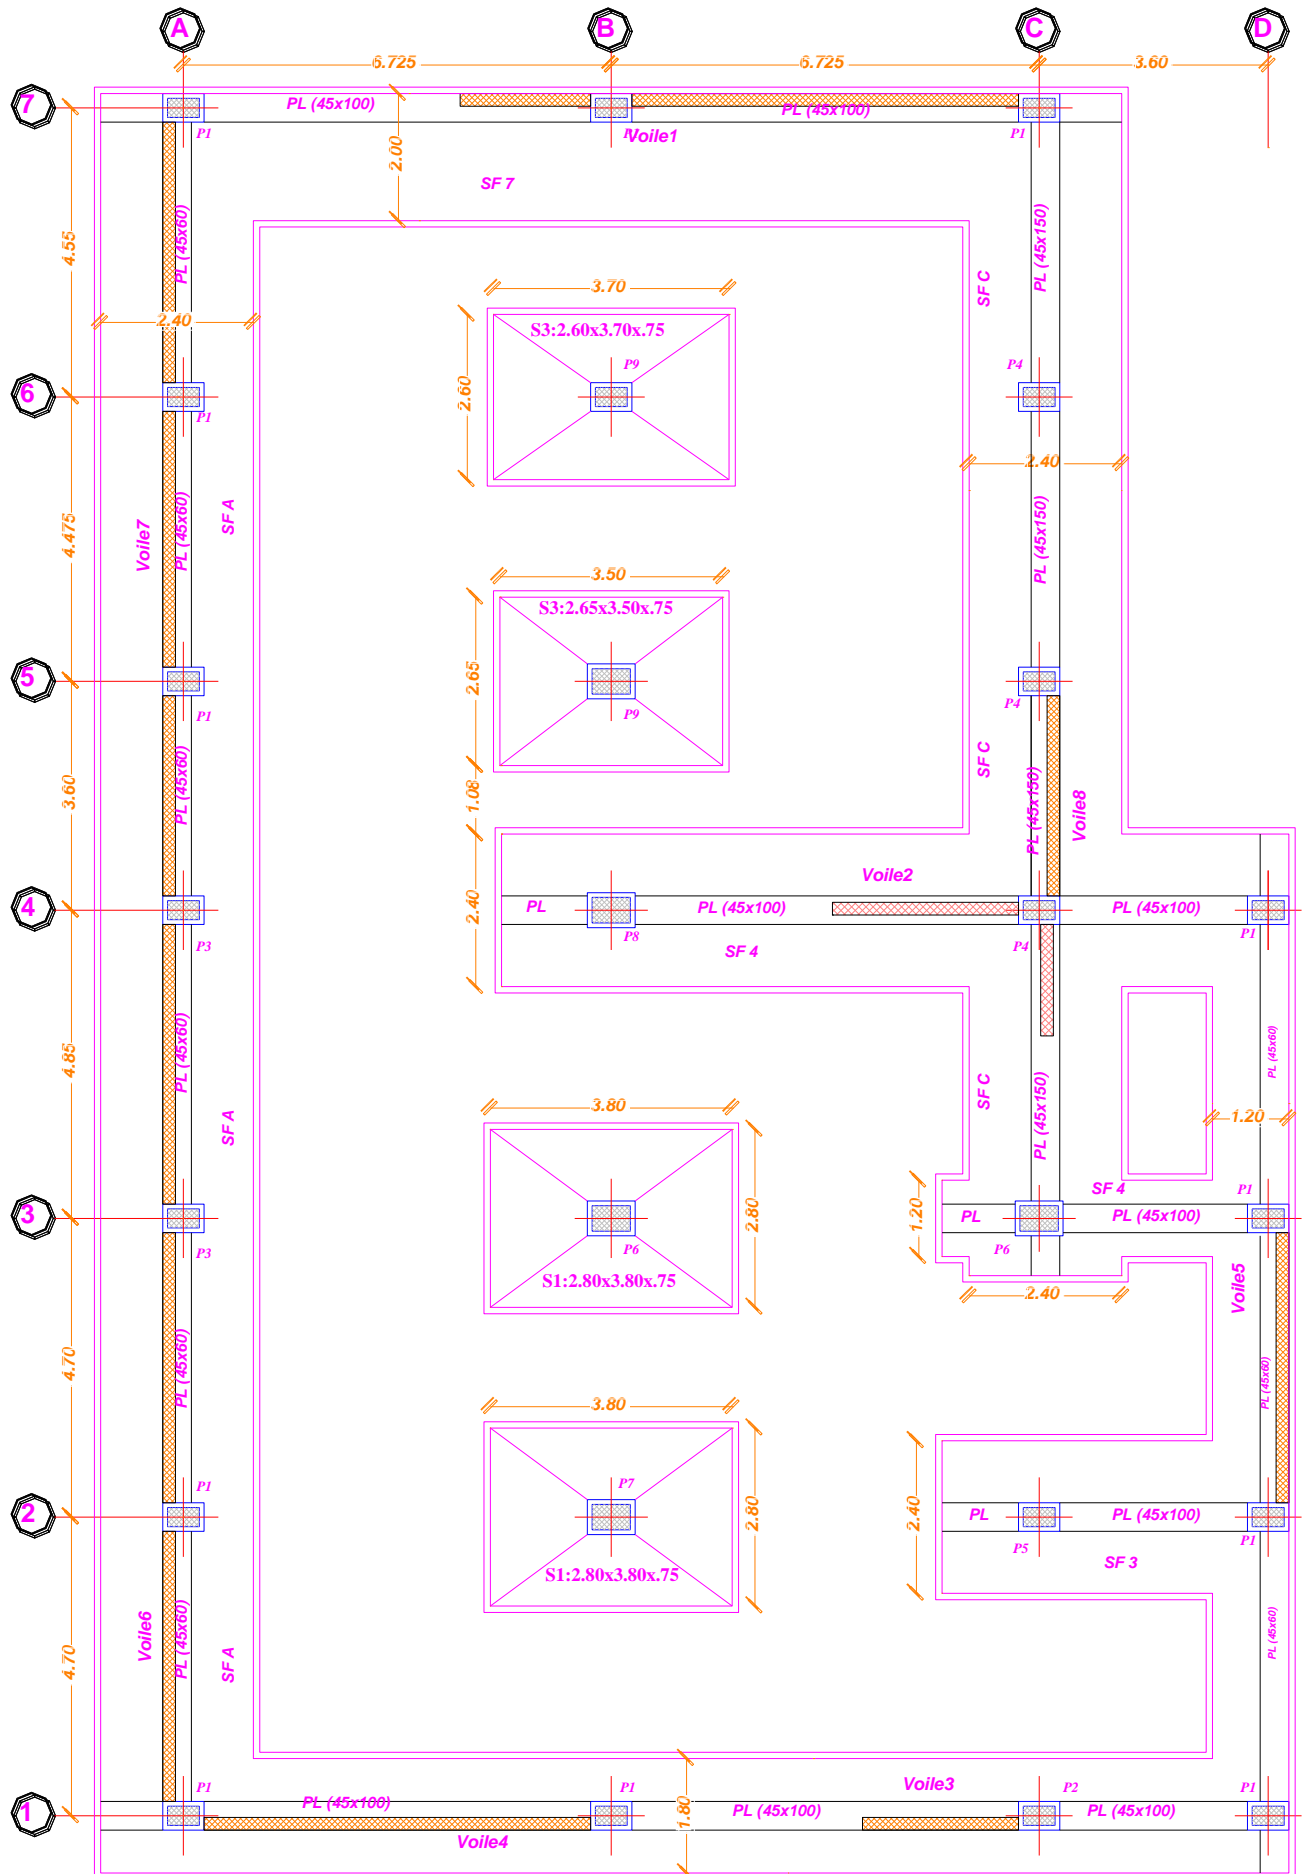 A
B
C
D
6.725
6.725
3.60
7
PL (45x100)
PL (45x100)
P1
Voile1
P1
2.00
SF 7
4.55
PL (45x60)
PL (45x150)
SF C
3.70
2.40
S3:2.60x3.70x.75
P9
P4
2.60
6
P1
2.40
4.475
Voile7
PL (45x60)
SF A
PL (45x150)
3.50
S3:2.65x3.50x.75
2.65
5
P1
P9
P4
3.60
PL (45x60)
1.08
SF C
PL (45x150)
Voile8
Voile2
2.40
4
PL
PL (45x100)
PL (45x100)
P3
P8
P4
P1
SF 4
4.85
PL (45x60)
SF C
PL (45x150)
PL (45x60)
3.80
SF A
1.20
2.80
1.20
SF 4
P1
3
PL
PL (45x100)
P3
P6
P6
S1:2.80x3.80x.75
Voile5
2.40
4.70
PL (45x60)
PL (45x60)
3.80
P1
P7
2.80
2.40
2
PL
PL (45x100)
P5
P1
SF 3
S1:2.80x3.80x.75
4.70
Voile6
PL (45x60)
SF A
PL (45x60)
P1
P1
Voile3
P2
P1
1
PL (45x100)
PL (45x100)
PL (45x100)
1.80
Voile4